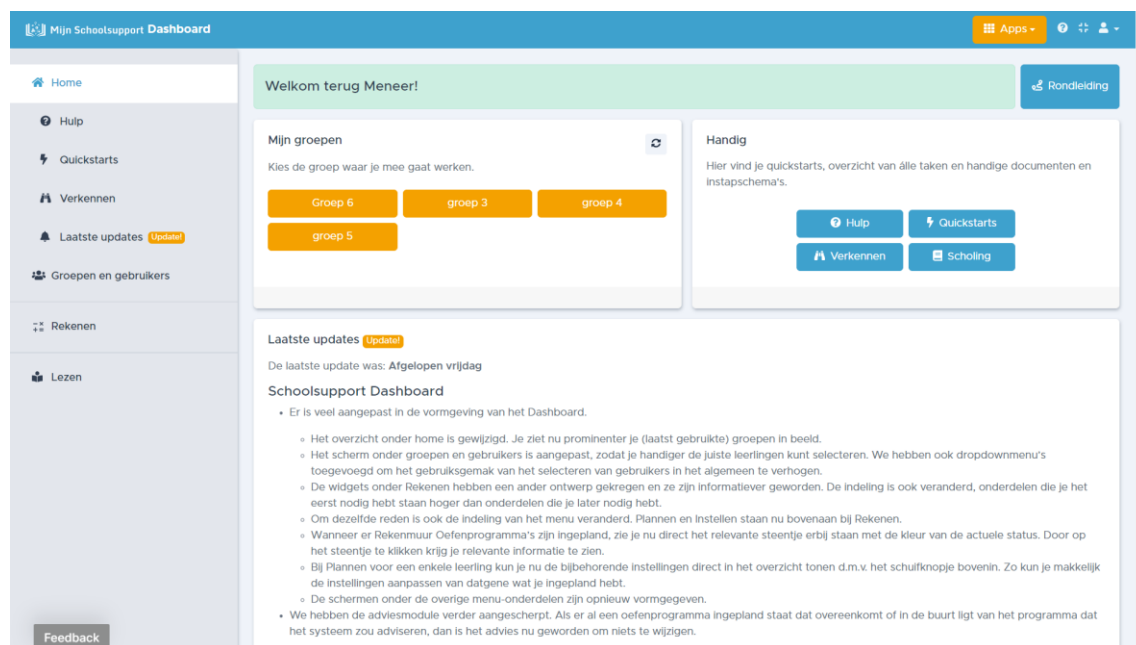 Mijn Schoolsupport Dashboard
Apps
Home
Hulp
Quickstarts
Verkennen
Laatste updates Update!
Groepen en gebruikers
Rekenen
Lezen
Feedback
Welkom terug Meneer!
Rondleiding
Mijn groepen
Kies de groep waar je mee gaat werken.
Groep 6 groep 3 groep 4
groep 5
Handig
Hier vind je quickstarts, overzicht van álle taken en handige documenten en
instapschema's.
Hulp Quickstarts
Verkennen Scholing
Laatste updates Update!
De laatste update was: Afgelopen vrijdag
Schoolsupport Dashboard
• Er is veel aangepast in de vormgeving van het Dashboard.
◦ Het overzicht onder home is gewijzigd. Je ziet nu prominenter je (laatst gebruikte) groepen in beeld.
◦ Het scherm onder groepen en gebruikers is aangepast, zodat je handiger de juiste leerlingen kunt selecteren. We hebben ook dropdownmenu's
toegevoegd om het gebruiksgemak van het selecteren van gebruikers in het algemeen te verhogen.
◦ De widgets onder Rekenen hebben een ander ontwerp gekregen en ze zijn informatiever geworden. De indeling is ook veranderd, onderdelen die je het
eerst nodig hebt staan hoger dan onderdelen die je later nodig hebt.
◦ Om dezelfde reden is ook de indeling van het menu veranderd. Plannen en Instellen staan nu bovenaan bij Rekenen.
◦ Wanneer er Rekenmuur Oefenprogramma's zijn ingepland, zie je nu direct het relevante steentje erbij staan met de kleur van de actuele status. Door op
het steentje te klikken krijg je relevante informatie te zien.
◦ Bij Plannen voor een enkele leerling kun je nu de bijbehorende instellingen direct in het overzicht tonen d.m.v. het schuifknopje bovenin. Zo kun je makkelijk
de instellingen aanpassen van datgene wat je ingepland hebt.
◦ De schermen onder de overige menu-onderdelen zijn opnieuw vormgegeven.
• We hebben de adviesmodule verder aangescherpt. Als er al een oefenprogramma ingepland staat dat overeenkomt of in de buurt ligt van het programma dat
het systeem zou adviseren, dan is het advies nu geworden om niets te wijzigen.